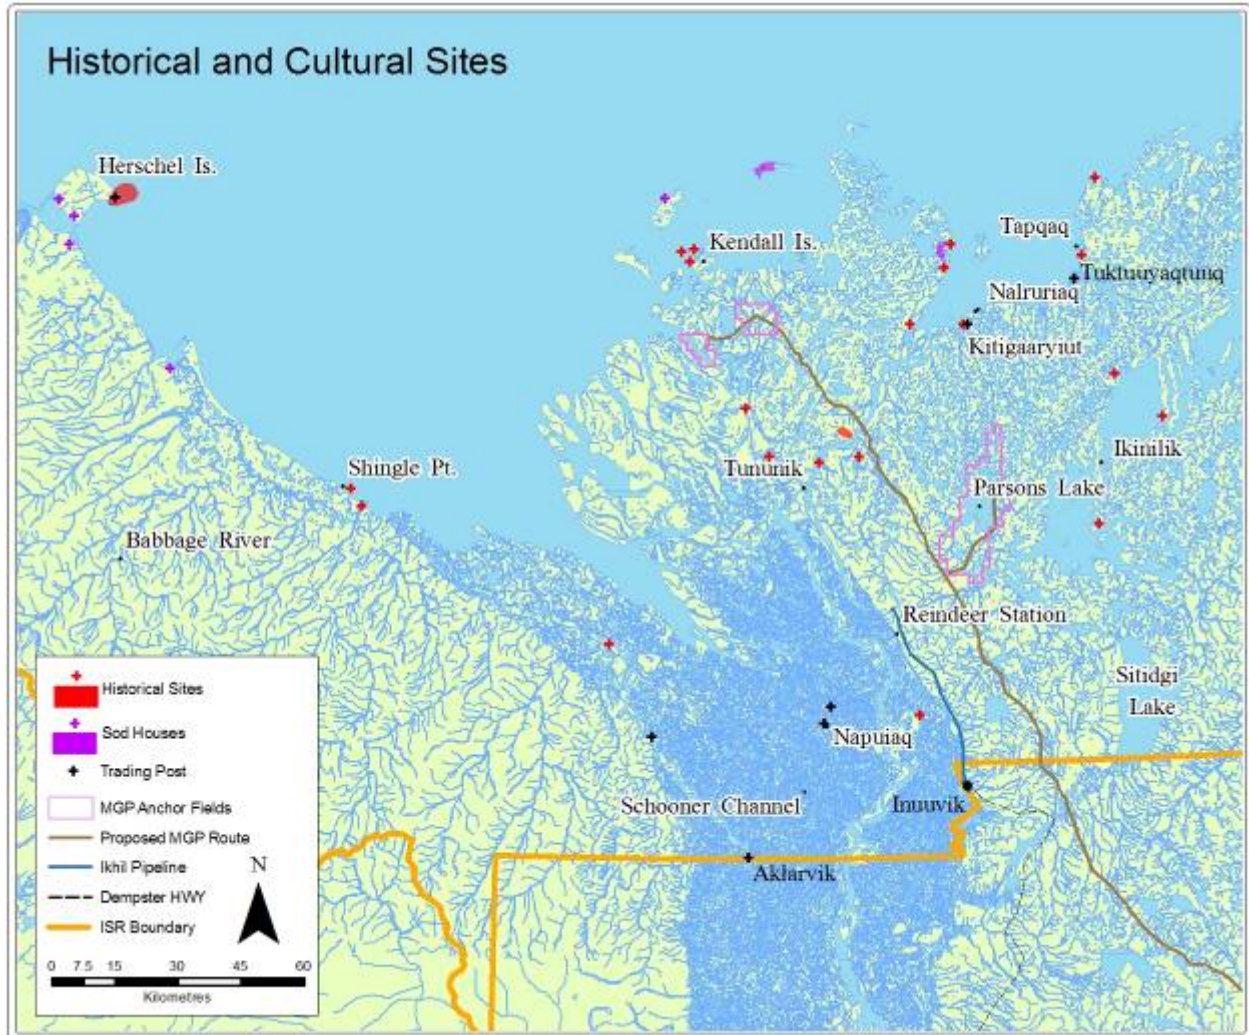 Historical and Cultural Sites
Herschel Is.
Kendall Is.
Tapqaq
Tuktuuyaqtunq
Nalruriaq
Kitigaaryiut
Shingle Pt.
Tununik
Ikinilik
Parsons Lake
Babbage River
Reindeer Station
Sitidgi
Lake
Napuiaq
Schooner Channel
Inuuvik
Akłarvik
Historical Sites
Sod Houses
Trading Post
MGP Anchor Fields
Proposed MGP Route
Ikhil Pipeline
N
Dempster HWY
ISR Boundary
0 7.5 15 30 45 60
Kilometres